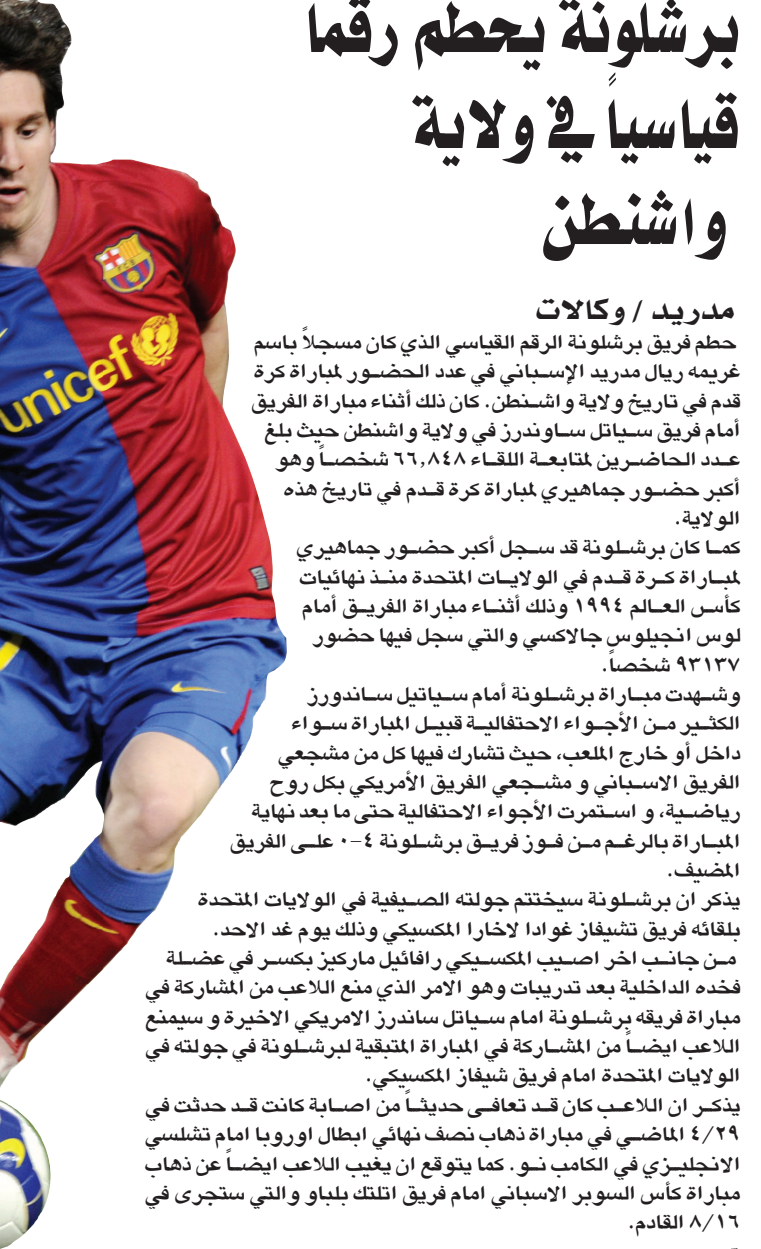 برشلونة يحطم رقما
قياسياً في ولاية
واشنطن
مدريد / وكالات
حطم فريق برشلونة الرقم القياسي الذي كان مسجلاً باسم
غريمه ريال مدريد الإسباني في عدد الحضور لمباراة كرة
قدم في تاريخ ولاية واشنطن. كان ذلك أثناء مباراة الفريق
أمام فريق سياتل ساوندرز في ولاية واشنطن حيث بلغ
عدد الحاضرين لمتابعة اللقاء ٦٦,٨٤٨ شخصاً وهو
أكبر حضور جماهيري لمباراة كرة قدم في تاريخ هذه
الولاية.
كما كان برشلونة قد سجل أكبر حضور جماهيري
لمباراة كرة قدم في الولايات المتحدة منذ نهائيات
كأس العالم ١٩٩٤ وذلك أثناء مباراة الفريق أمام
لوس انجيلوس جالاكسي والتي سجل فيها حضور
٩٣١٣٧ شخصاً.
وشهدت مباراة برشلونة أمام سياتيل ساندورز
الكثير من الأجواء الاحتفالية قبيل المباراة سواء
داخل أو خارج الملعب، حيث تشارك فيها كل من مشجعي
الفريق الاسباني و مشجعي الفريق الأمريكي بكل روح
رياضية، و استمرت الأجواء الاحتفالية حتى ما بعد نهاية
المباراة بالرغم من فوز فريق برشلونة ٤-٠ على الفريق
المضيف.
يذكر ان برشلونة سيختتم جولته الصيفية في الولايات المتحدة
بلقائه فريق تشيفاز غوادا لاخارا المكسيكي وذلك يوم غد الاحد.
من جانب اخر اصيب المكسيكي رافائيل ماركيز بكسر في عضلة
فخده الداخلية بعد تدريبات وهو الامر الذي منع اللاعب من المشاركة في
مباراة فريقه برشلونة امام سياتل ساندرز الامريكي الاخيرة و سيمنع
اللاعب ايضاً من المشاركة في المباراة المتبقية لبرشلونة في جولته في
الولايات المتحدة امام فريق شيفاز المكسيكي.
يذكر ان اللاعب كان قد تعافى حديثاً من اصابة كانت قد حدثت في
٤/٢٩ الماضي في مباراة ذهاب نصف نهائي ابطال اوروبا امام تشلسي
الانجليزي في الكامب نو. كما يتوقع ان يغيب اللاعب ايضاً عن ذهاب
مباراة كأس السوبر الاسباني امام فريق اتلتك بلباو والتي ستجرى في
٨/١٦ القادم.
unicef